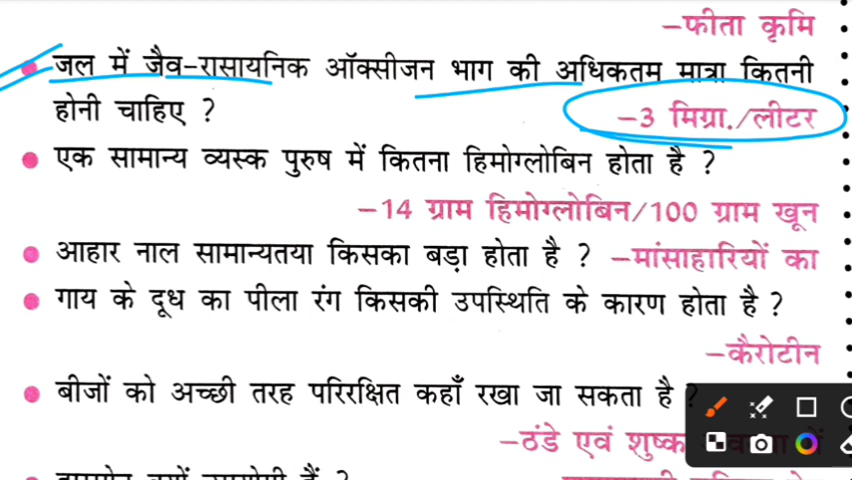 -फीता कृमि
जल में जैव-रासायनिक ऑक्सीजन भाग की अधिकतम मात्रा कितनी
होनी चाहिए ? -3 मिग्रा./लीटर
एक सामान्य व्यस्क पुरुष में कितना हिमोग्लोबिन होता है ?
-14 ग्राम हिमोग्लोबिन/100 ग्राम खून
आहार नाल सामान्यतया किसका बड़ा होता है ? -मांसाहारियों का
गाय के दूध का पीला रंग किसकी उपस्थिति के कारण होता है ?
-कैरोटीन
बीजों को अच्छी तरह परिरक्षित कहाँ रखा जा सकता है ?
-ठंडे एवं शुष्क